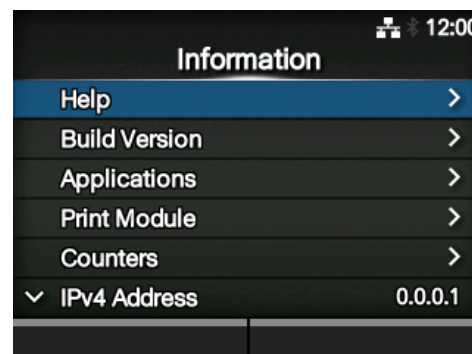 12:00
Information
Help
Build Version
Applications
Print Module
Counters
IPv4 Address 0.0.0.1